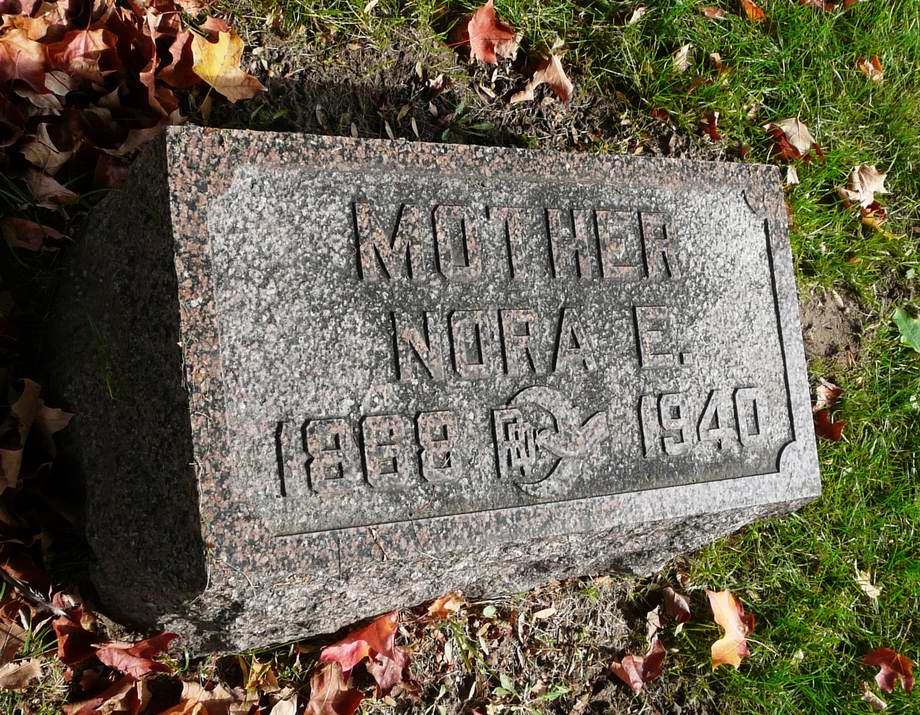 MOTHER
NORA E.
1868 1940